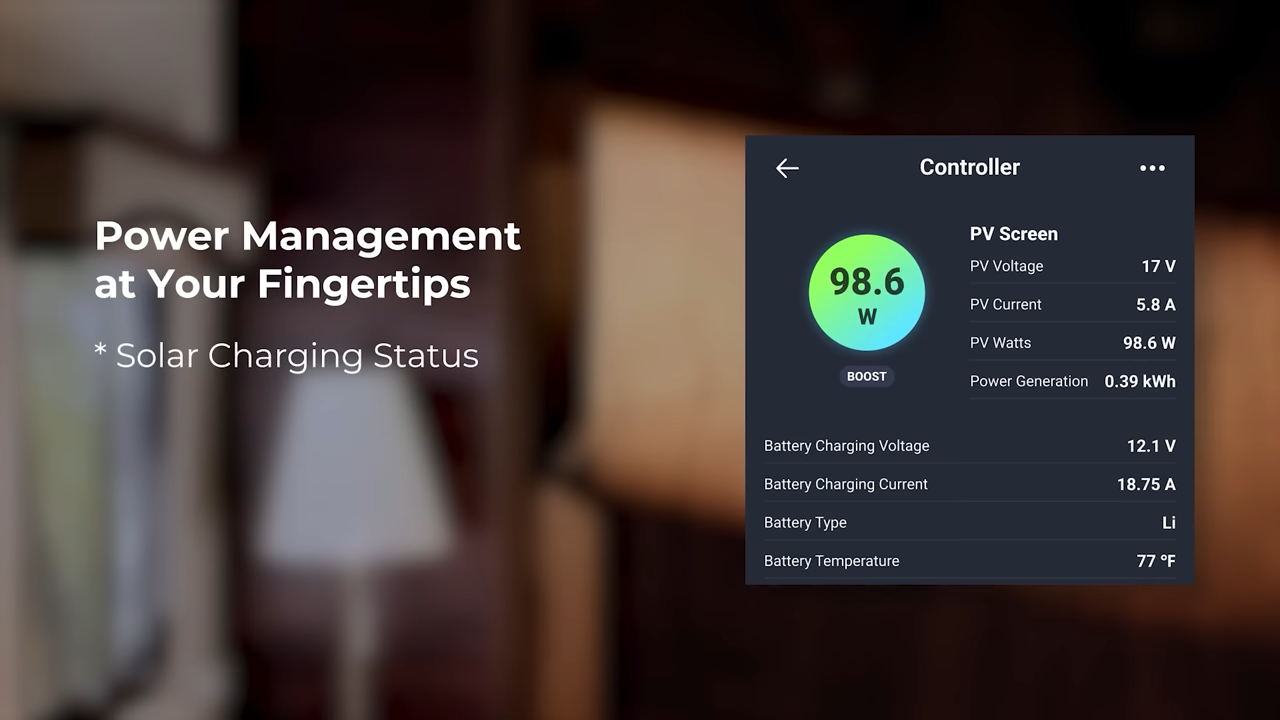 Power Management
at Your Fingertips
* Solar Charging Status
Controller
98.6
W
BOOST
PV Screen
PV Voltage 17 V
PV Current 5.8 A
PV Watts 98.6 W
Power Generation 0.39 kWh
Battery Charging Voltage 12.1 V
Battery Charging Current 18.75 A
Battery Type Li
Battery Temperature 77 °F